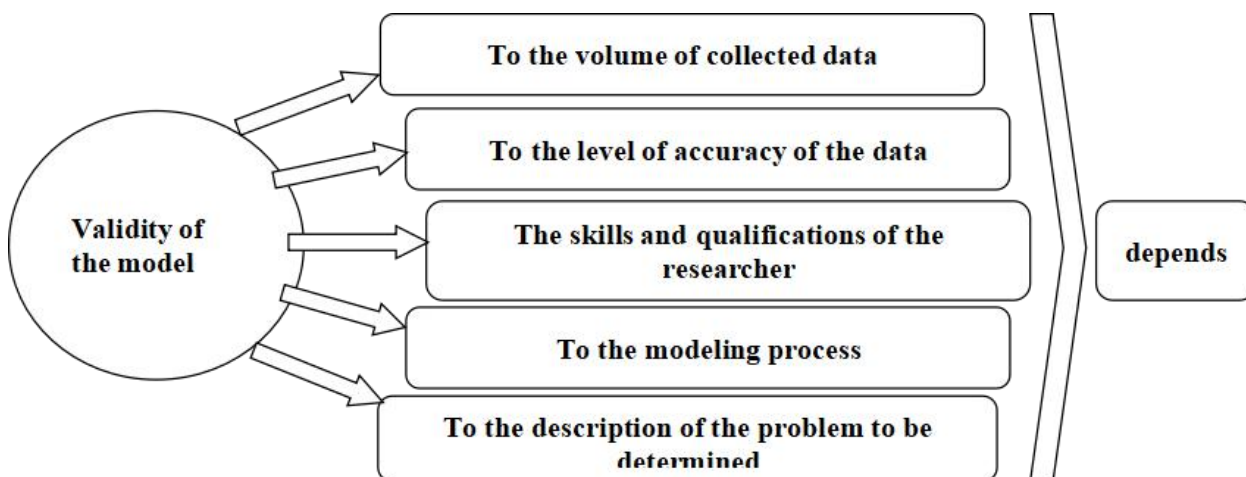 To the volume of collected data
To the level of accuracy of the data
Validity of
the model
The skills and qualifications of the
researcher
depends
To the modeling process
To the description of the problem to be
determined